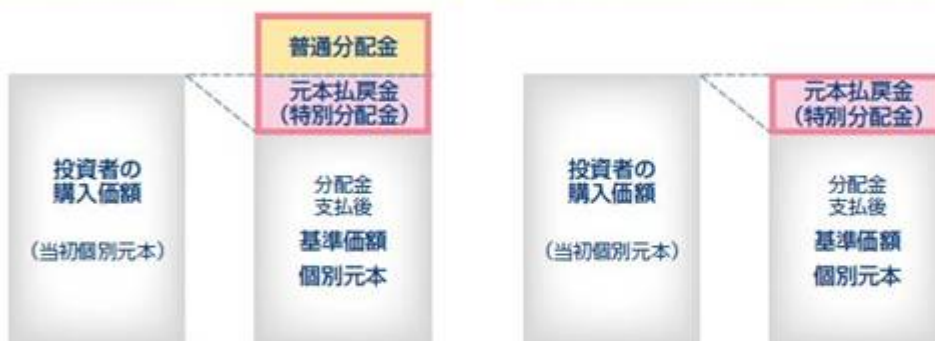 普通分配金
元本払戻金
（特別分配金）
投資者の
購入価額
（当初個別元本）
分配金
支払後
基準価額
個別元本
元本払戻金
（特別分配金）
投資者の
購入価額
（当初個別元本）
分配金
支払後
基準価額
個別元本